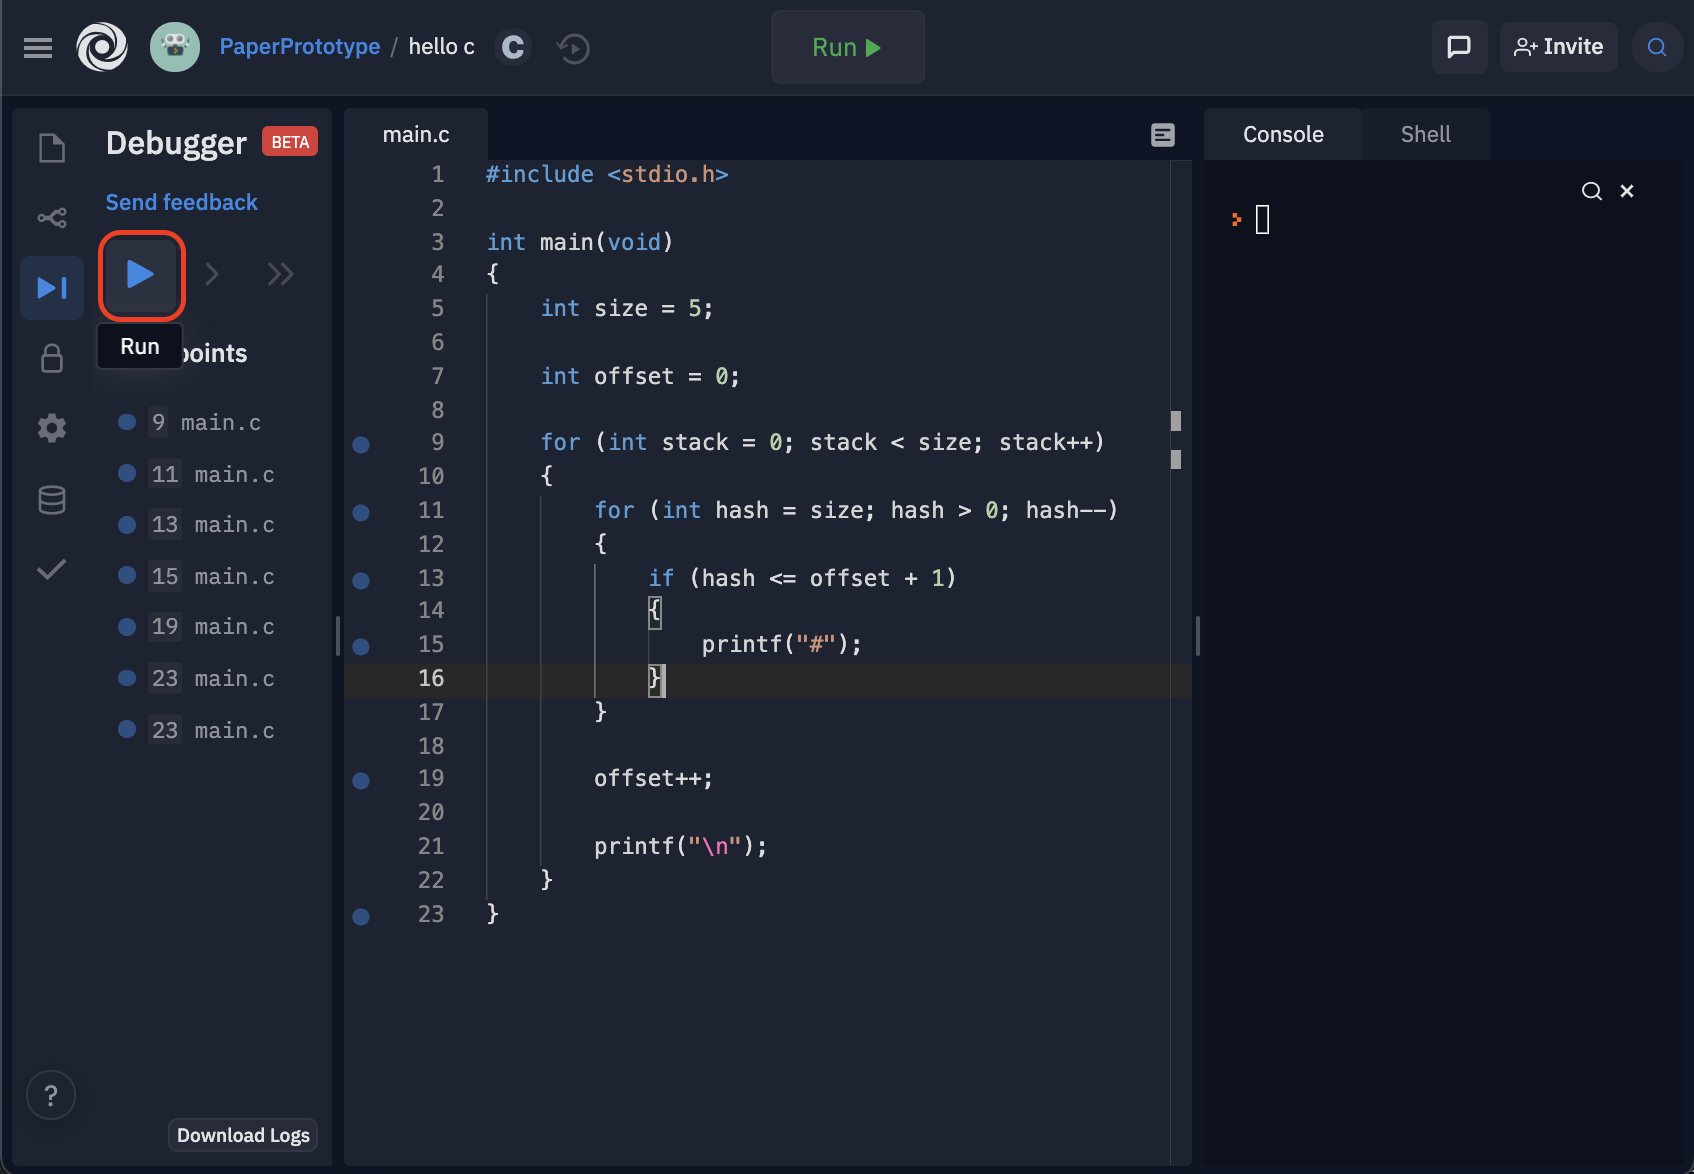 PaperPrototype / hello c C
Run
Invite
Debugger BETA
Send feedback
Run
points
9 main.c
11 main.c
13 main.c
15 main.c
19 main.c
23 main.c
23 main.c
?
Download Logs
main.c
1 #include <stdio.h>
2
3 int main(void)
4 {
5 int size = 5;
6
7 int offset = 0;
8
9 for (int stack = 0; stack < size; stack++)
10 {
11 for (int hash = size; hash > 0; hash--)
12 {
13 if (hash <= offset + 1)
14 {
15 printf("#");
16 }
17 }
18
19 offset++;
20
21 printf("\n");
22 }
23 }
Console Shell